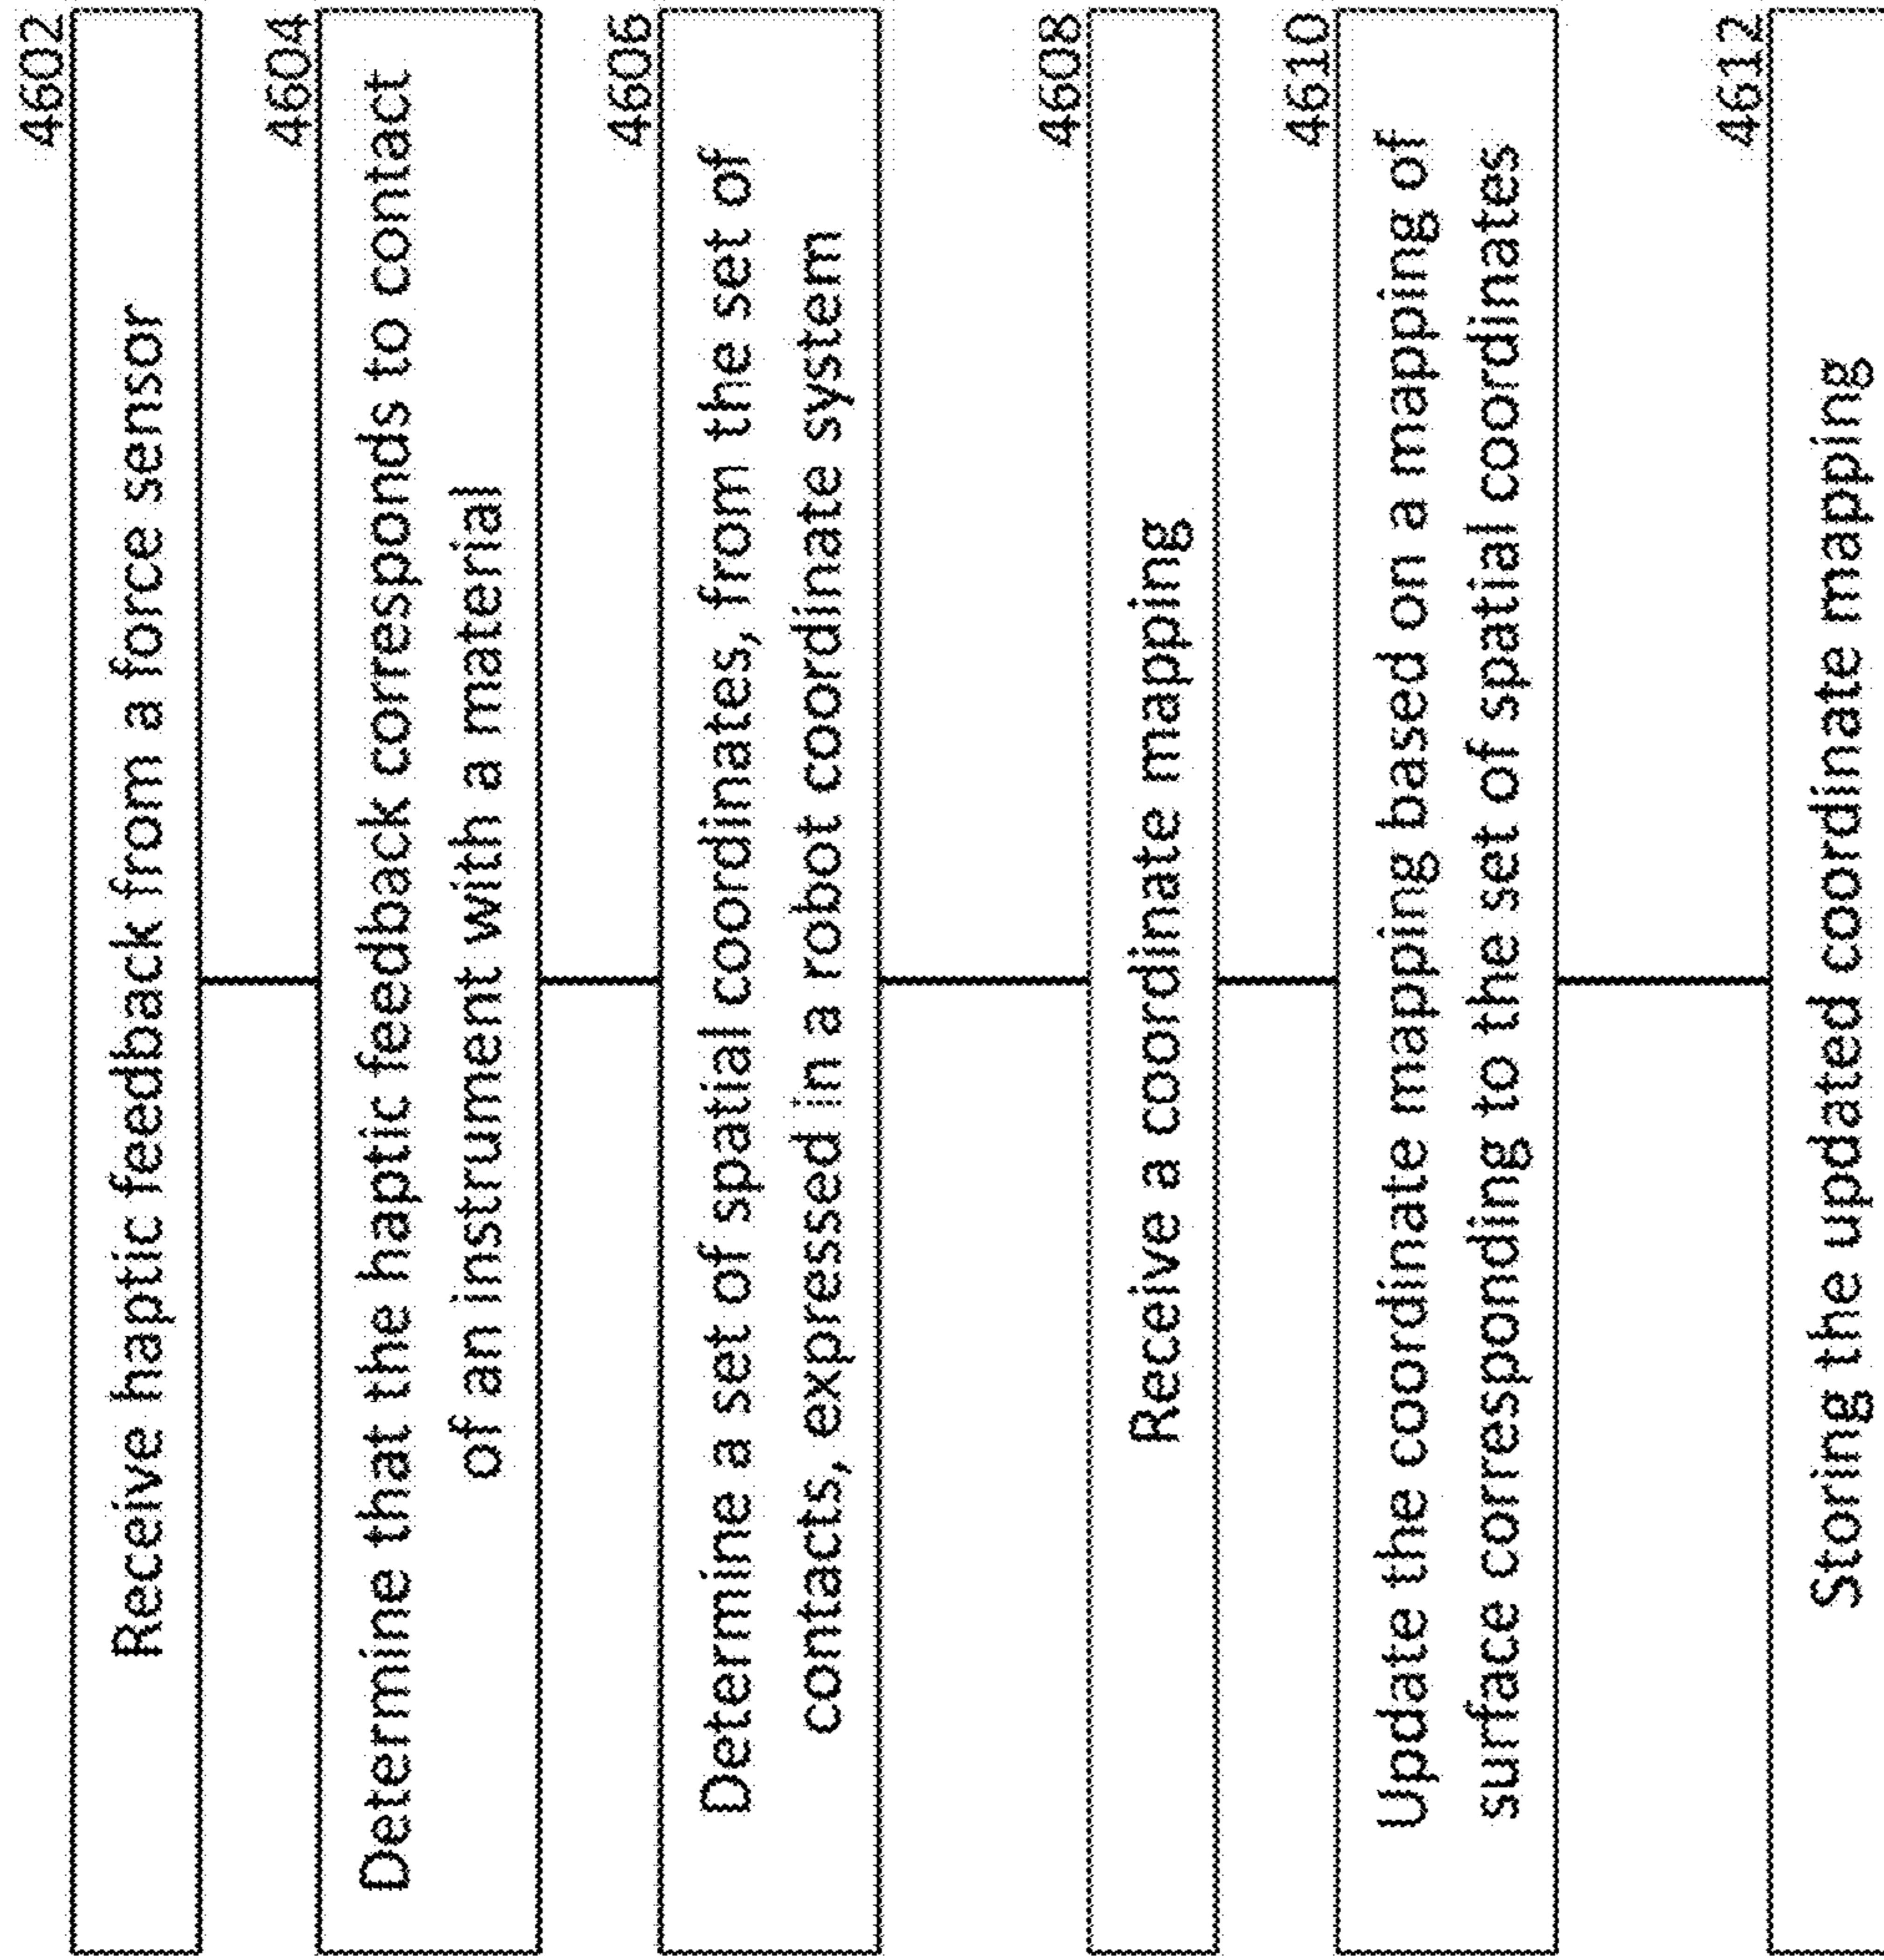 4602
Receive haptic feedback from a force sensor
4604
Determine that the haptic feedback corresponds to contact
of an instrument with a material
4606
Determine a set of spatial coordinates, from the set of
contacts, expressed in a robot coordinate system
4608
Receive a coordinate mapping
4610
Update the coordinate mapping based on a mapping of
surface corresponding to the set of spatial coordinates
4612
Storing the updated coordinate mapping